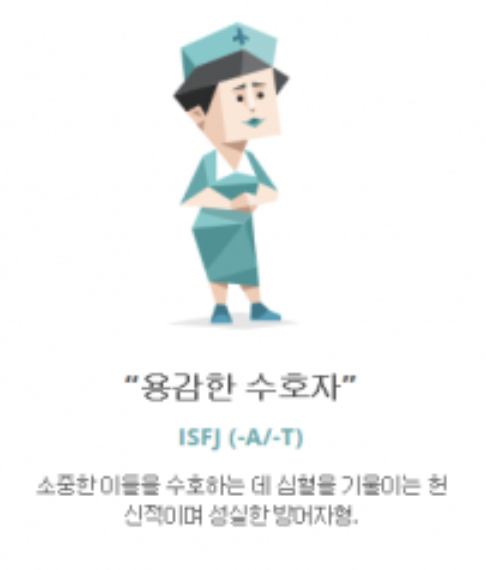 “용감한 수호자”
ISFJ (-A/-T)
소중한 이들을 수호하는 데 심혈을 기울이는 헌
신적이며 성실한 방어자형.